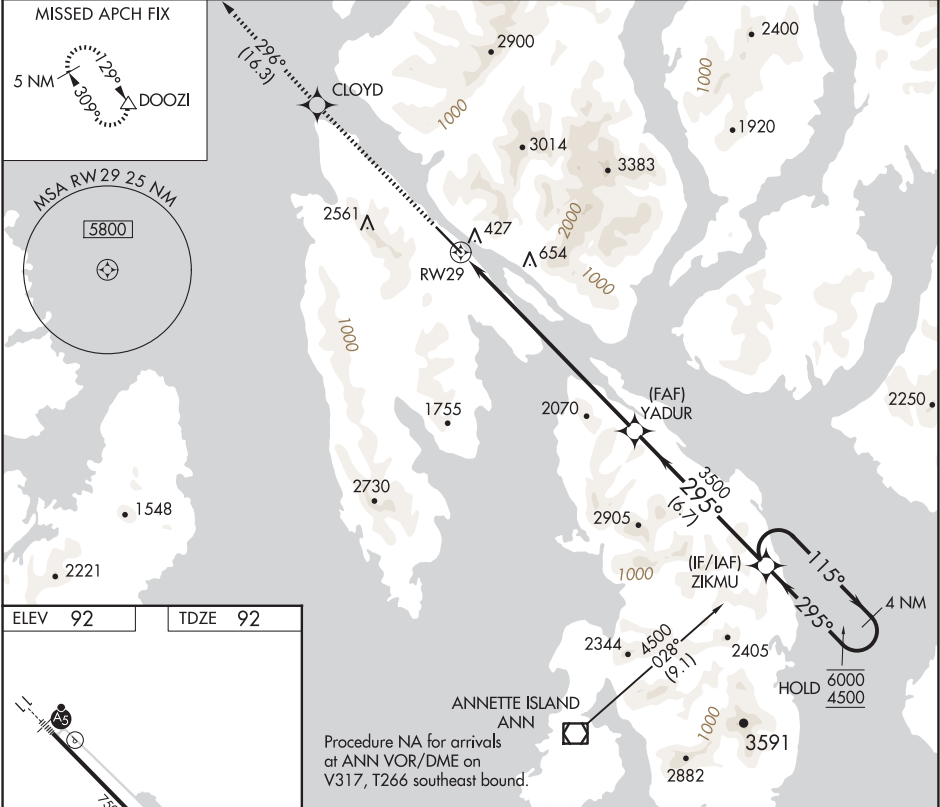 MISSED APCH FIX
5 NM
129°
309°
DOOZI
296°
(16.3)
CLOYD
2900
1000
2400
1000
1920
3014
3383
2000
1000
MSA RW29 25 NM
5800
2561
427
654
RW29
1000
1755
2730
1548
2221
2070
(FAF)
YADUR
2250
3500
295°
(6.7)
2905
1000
(IF/IAF)
ZIKMU
115°
295°
4 NM
HOLD
6000
4500
2344
4500
028°
(9.1)
2405
ANNETTE ISLAND
ANN
1000
3591
2882
Procedure NA for arrivals
at ANN VOR/DME on
V317, T266 southeast bound.
ELEV 92
TDZE 92
11
A5
P